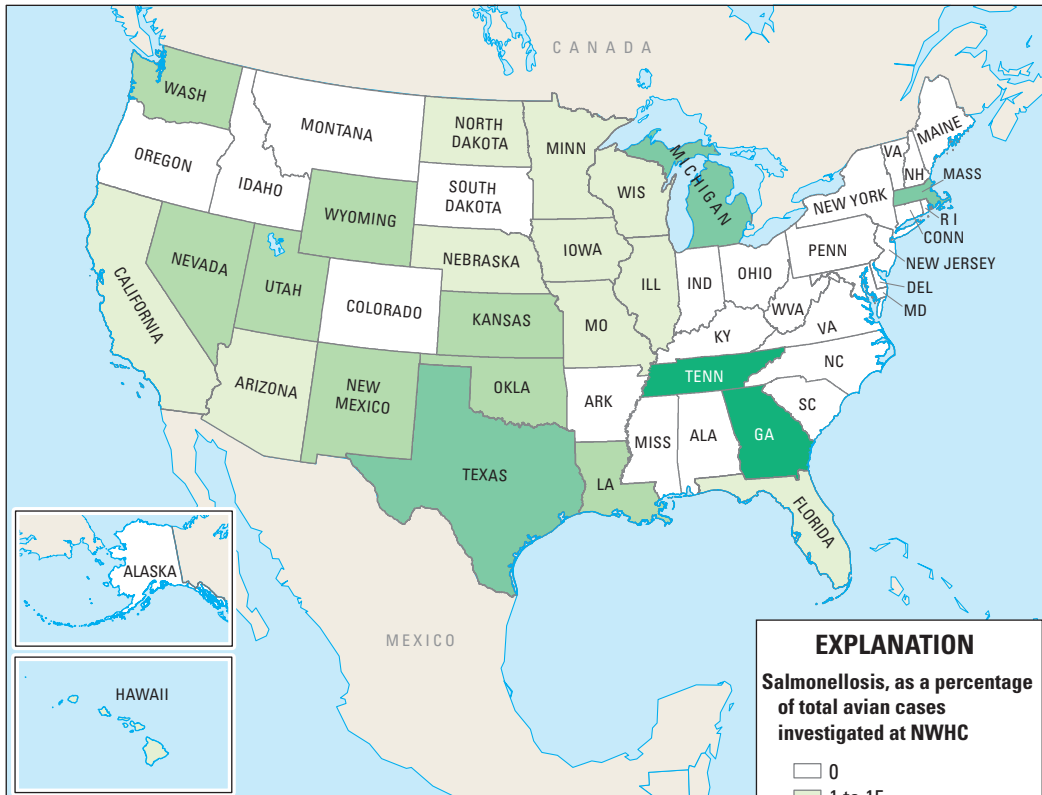 CANADA
WASH
MONTANA
NORTH
DAKOTA
MINN
MICHIGAN
MAINE
VA
NH
MASS
OREGON
IDAHO
SOUTH
DAKOTA
WIS
NEW YORK
R I
CONN
WYOMING
IOWA
PENN
NEW JERSEY
NEVADA
NEBRASKA
ILL
IND
OHIO
DEL
MD
CALIFORNIA
UTAH
COLORADO
KANSAS
MO
WVA
VA
KY
ARIZONA
NEW
MEXICO
OKLA
TENN
NC
ARK
SC
MISS
ALA
GA
TEXAS
LA
FLORIDA
ALASKA
MEXICO
HAWAII
EXPLANATION
Salmonellosis, as a percentage
of total avian cases
investigated at NWHC
0
1 to 15